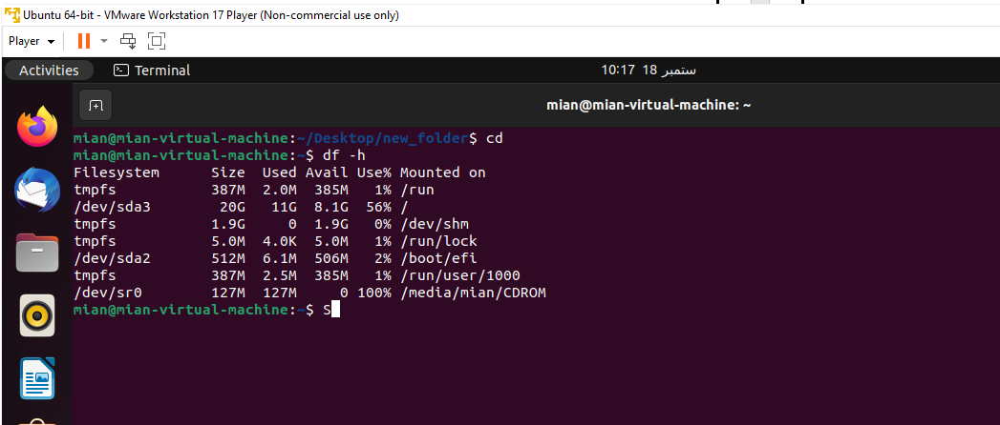 Ubuntu 64-bit - VMware Workstation 17 Player (Non-commercial use only)
Player
Activities Terminal 10:17 18 ستمبر
mian@mian-virtual-machine: ~
mian@mian-virtual-machine:~/Desktop/new_folder$ cd
mian@mian-virtual-machine:~$ df -h
Filesystem      Size  Used Avail Use% Mounted on
tmpfs           387M  2.0M  385M   1% /run
/dev/sda3        20G   11G  8.1G  56% /
tmpfs           1.9G     0  1.9G   0% /dev/shm
tmpfs           5.0M  4.0K  5.0M   1% /run/lock
/dev/sda2       512M  6.1M  506M   2% /boot/efi
tmpfs           387M  2.5M  385M   1% /run/user/1000
/dev/sr0        127M  127M     0 100% /media/mian/CDROM
mian@mian-virtual-machine:~$ S